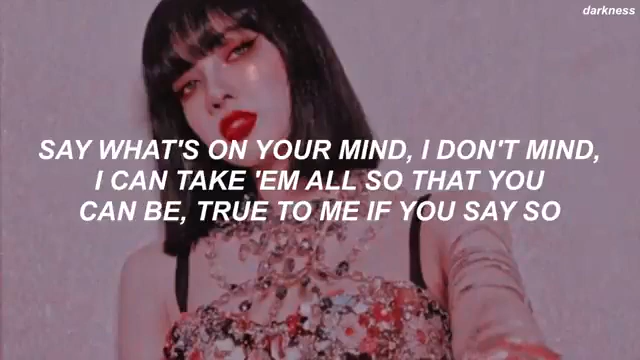 darkness
SAY WHAT'S ON YOUR MIND, I DON'T MIND,
I CAN TAKE 'EM ALL SO THAT YOU
CAN BE, TRUE TO ME IF YOU SAY SO